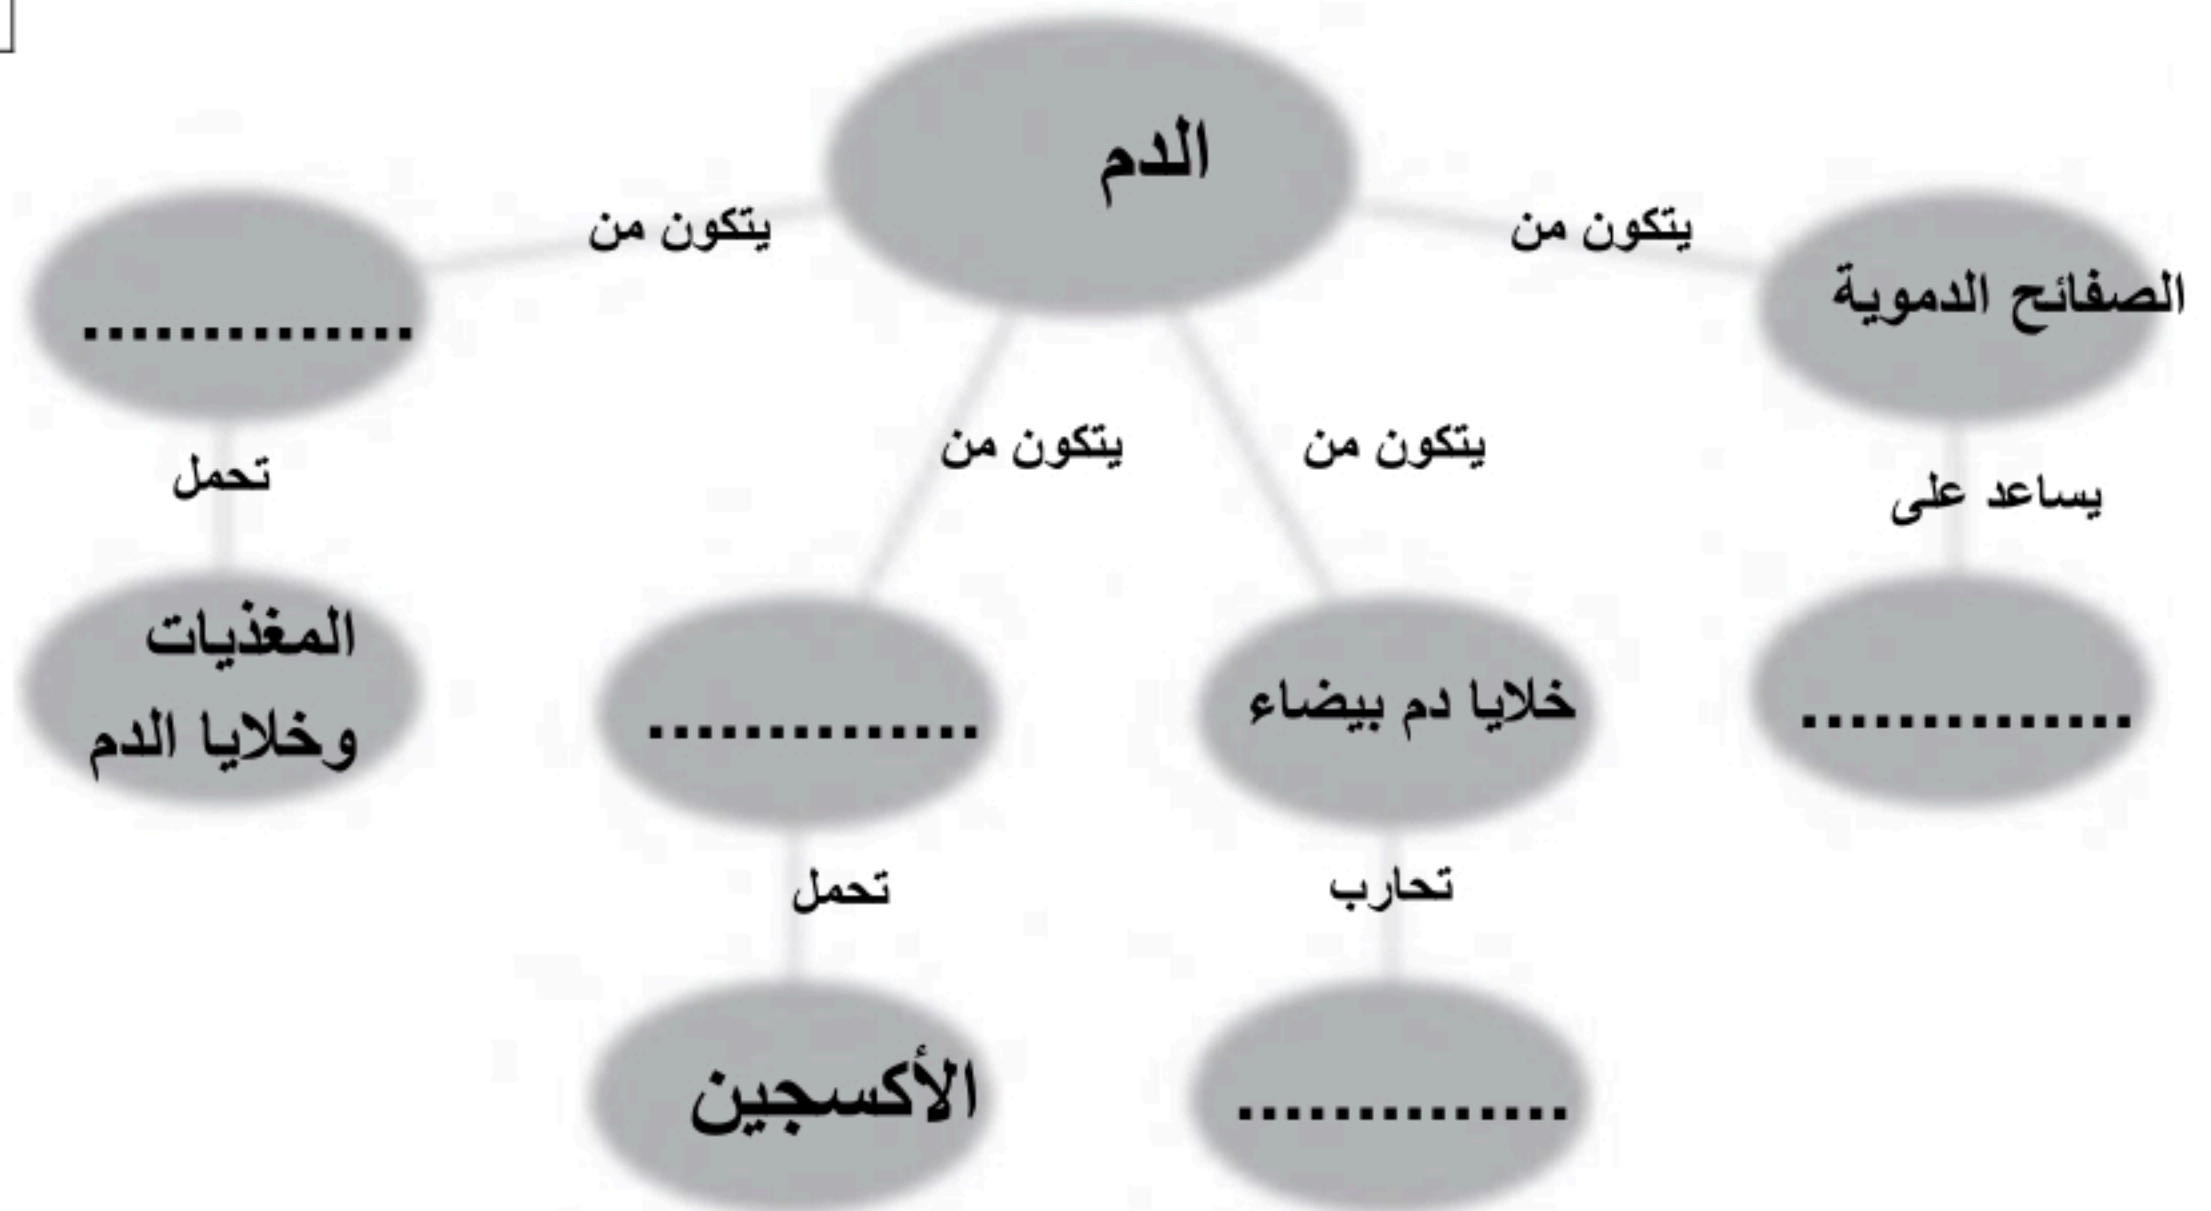 الدم
يتكون من
يتكون من
الصفائح الدموية
..............
يتكون من
يتكون من
تحمل
يساعد على
المغذيات
وخلايا الدم
..............
خلايا دم بيضاء
..............
تحمل
تحارب
الأكسجين
..............